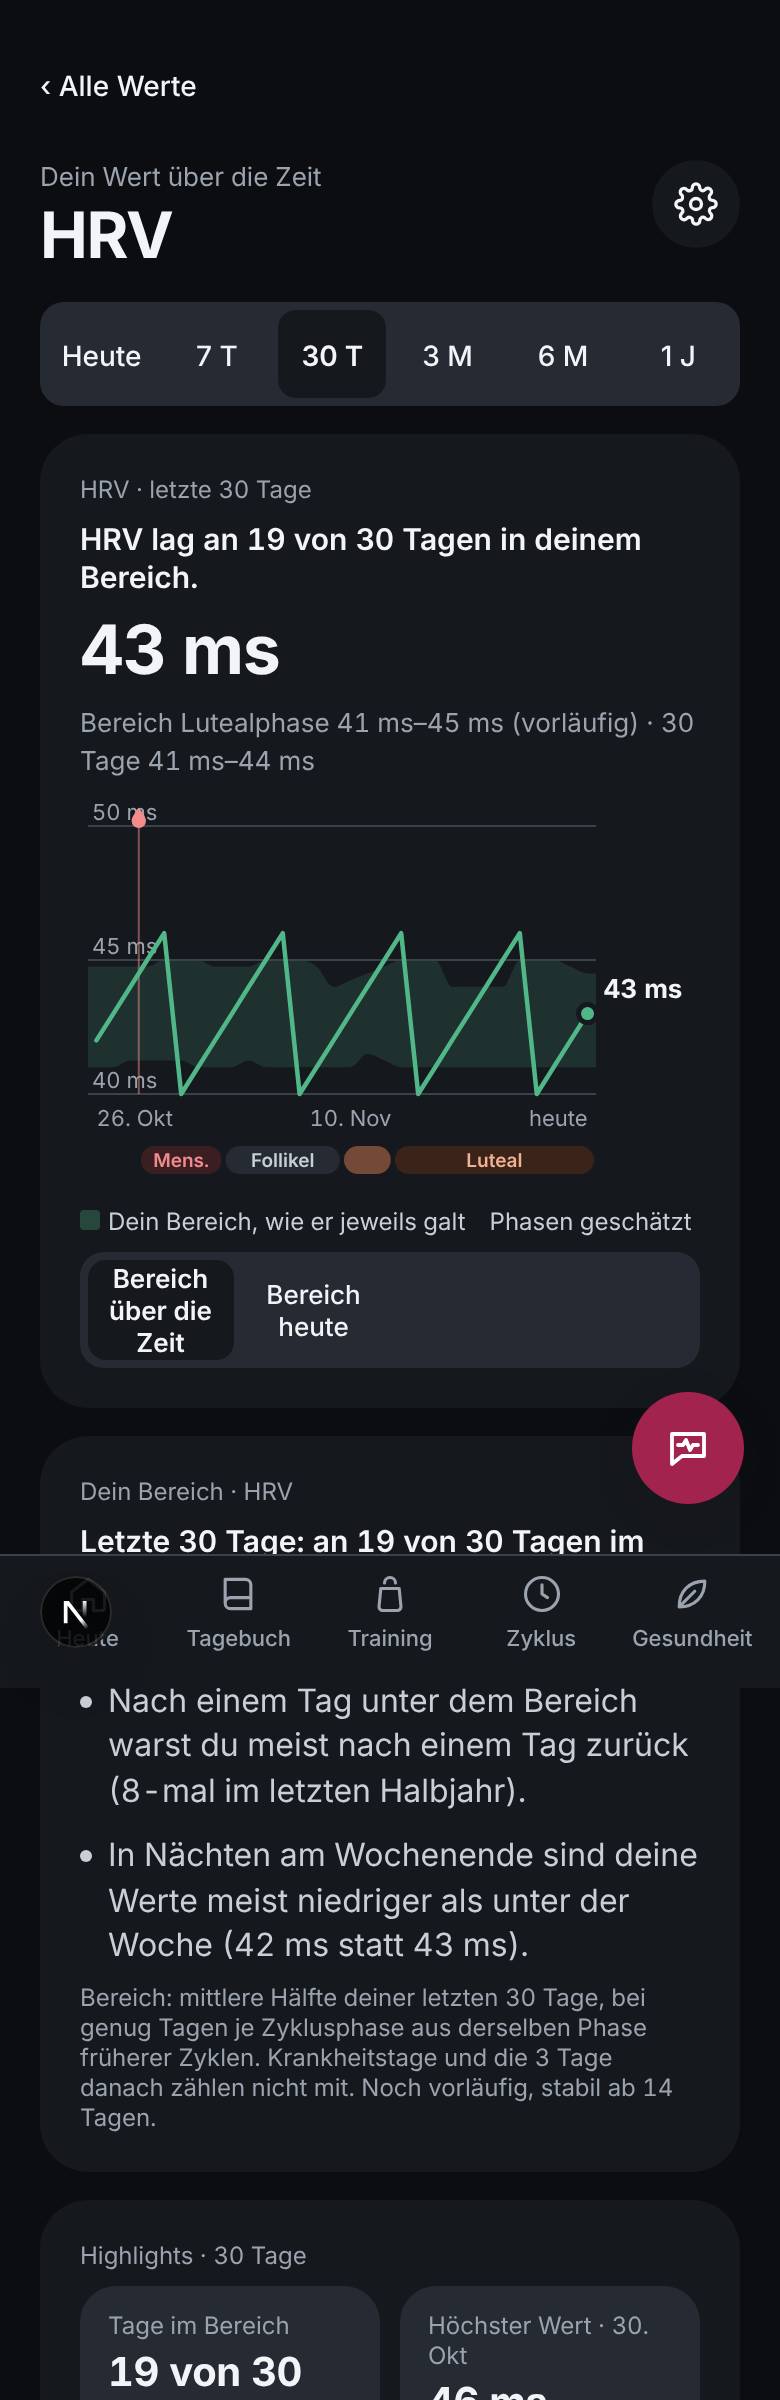 ‹ Alle Werte
Dein Wert über die Zeit
HRV
Heute 7 T 30 T 3 M 6 M 1 J
HRV · letzte 30 Tage
HRV lag an 19 von 30 Tagen in deinem
Bereich.
43 ms
Bereich Lutealphase 41 ms–45 ms (vorläufig) · 30
Tage 41 ms–44 ms
50 ms
45 ms
43 ms
40 ms
26. Okt 10. Nov heute
Mens. Follikel Luteal
Dein Bereich, wie er jeweils galt Phasen geschätzt
Bereich
über die
Zeit
Bereich
heute
Dein Bereich · HRV
Letzte 30 Tage: an 19 von 30 Tagen im
N
Heute Tagebuch Training Zyklus Gesundheit
• Nach einem Tag unter dem Bereich
warst du meist nach einem Tag zurück
(8-mal im letzten Halbjahr).
• In Nächten am Wochenende sind deine
Werte meist niedriger als unter der
Woche (42 ms statt 43 ms).
Bereich: mittlere Hälfte deiner letzten 30 Tage, bei
genug Tagen je Zyklusphase aus derselben Phase
früherer Zyklen. Krankheitstage und die 3 Tage
danach zählen nicht mit. Noch vorläufig, stabil ab 14
Tagen.
Highlights · 30 Tage
Tage im Bereich
19 von 30
Höchster Wert · 30.
Okt
46 ms